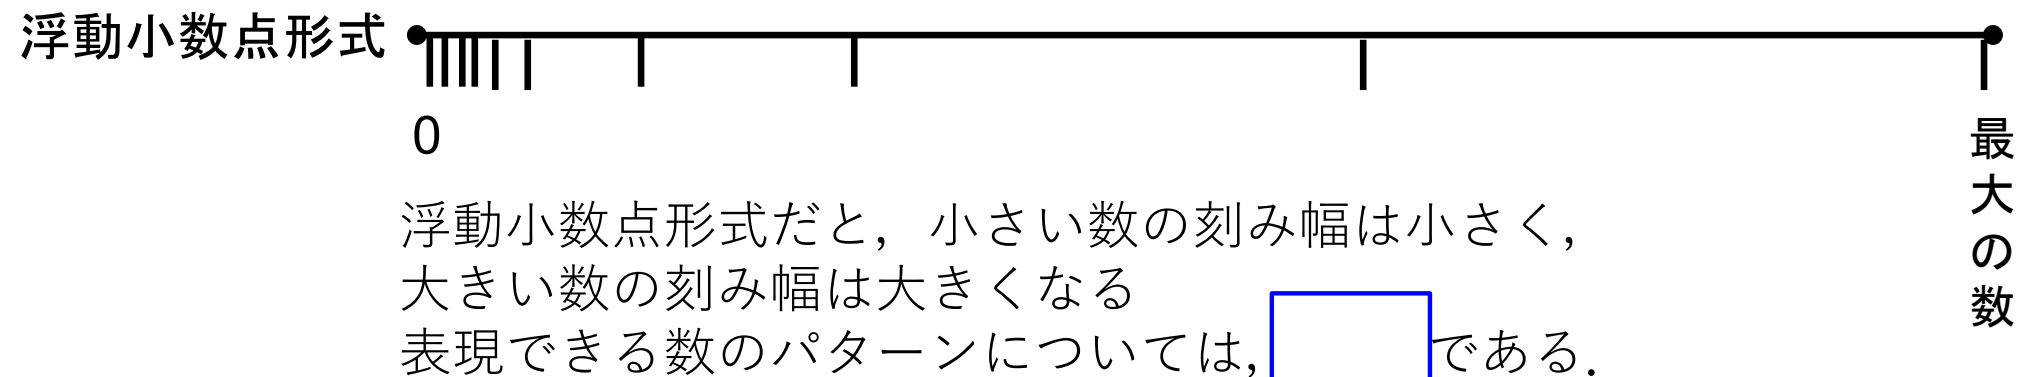 浮動小数点形式
0
最大の数
浮動小数点形式だと，小さい数の刻み幅は小さく，
大きい数の刻み幅は大きくなる
表現できる数のパターンについては，　　　である．